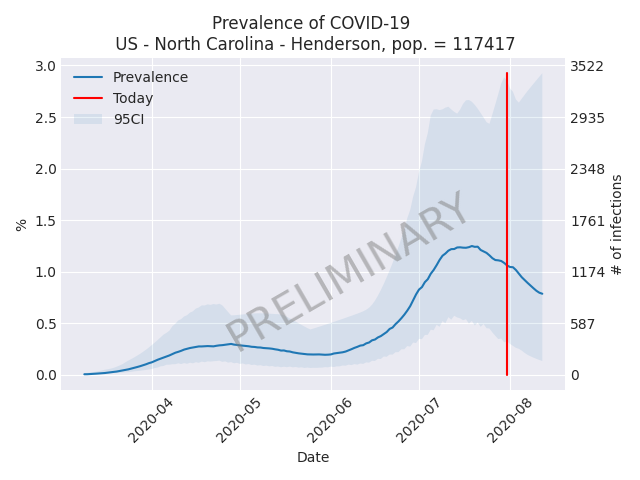 Prevalence of COVID-19
US - North Carolina - Henderson, pop. = 117417
Prevalence
Today
95CI
3.0
2.5
2.0
1.5
1.0
0.5
0.0
%
3522
2935
2348
1761
1174
587
0
# of infections
PRELIMINARY
2020-04
2020-05
2020-06
2020-07
2020-08
Date